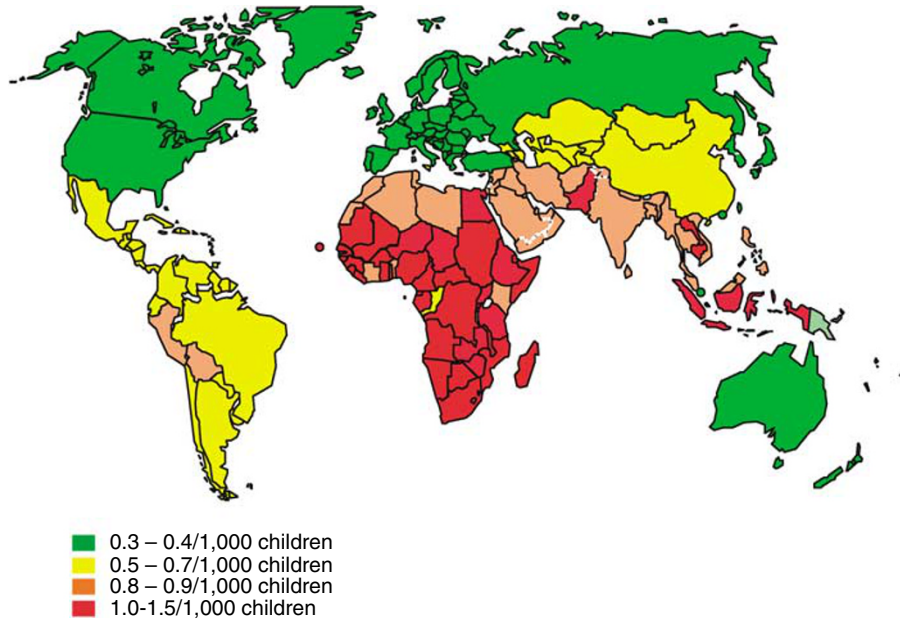 0.3 – 0.4/1,000 children
0.5 – 0.7/1,000 children
0.8 – 0.9/1,000 children
1.0-1.5/1,000 children